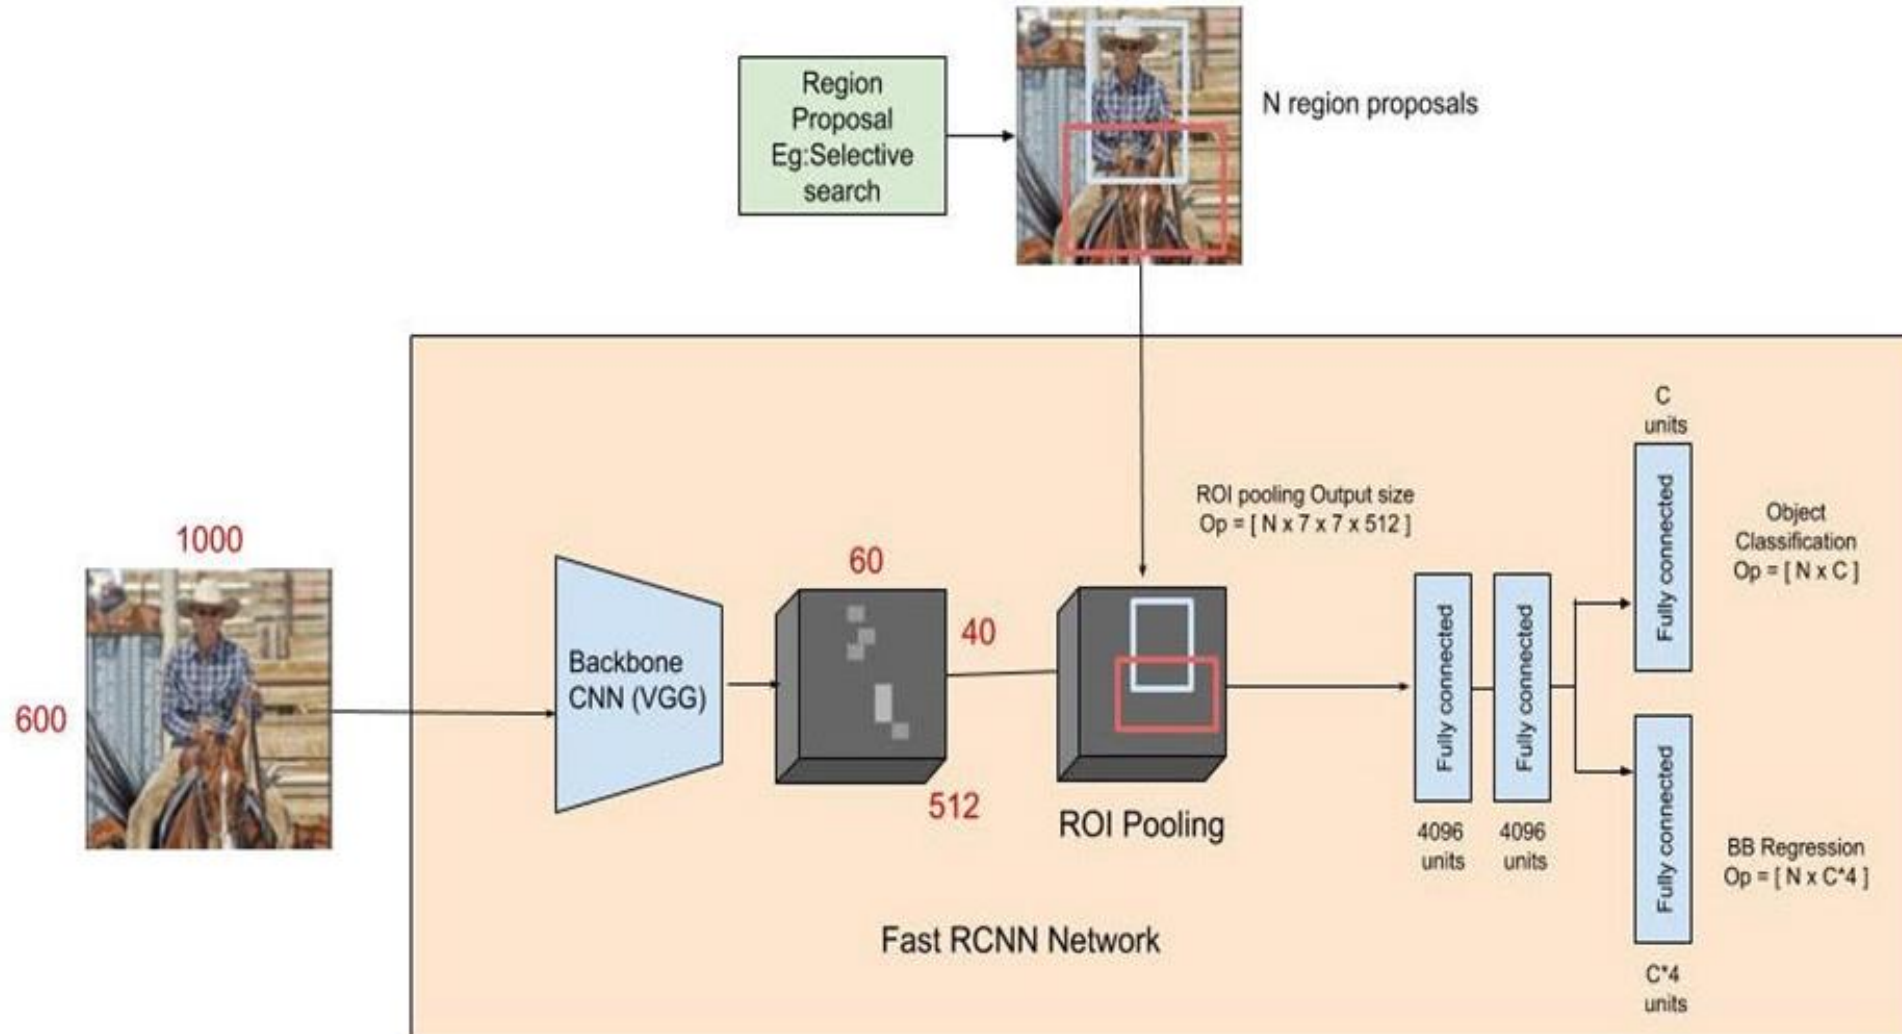 Region
Proposal
Eg:Selective
search
N region proposals
1000
600
Backbone
CNN (VGG)
60
40
512
ROI Pooling
ROI pooling Output size
Op = [ N x 7 x 7 x 512 ]
Fully connected
4096
units
Fully connected
4096
units
C
units
Fully connected
Object
Classification
Op = [ N x C ]
Fully connected
C*4
units
BB Regression
Op = [ N x C*4 ]
Fast RCNN Network